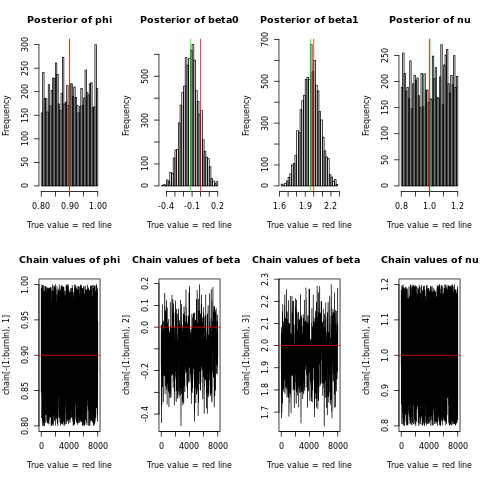 Posterior of phi
Posterior of beta0
Posterior of beta1
Posterior of nu
Frequency
0 50 100 150 200 250 300
0.80 0.90 1.00
True value = red line
Frequency
0 100 300 500
-0.4 -0.1 0.2
True value = red line
Frequency
0 100 300 500 700
1.6 1.9 2.2
True value = red line
Frequency
0 50 100 150 200 250
0.8 1.0 1.2
True value = red line
Chain values of phi
Chain values of beta
Chain values of beta
Chain values of nu
chain[-(1:burnIn), 1]
0.80 0.85 0.90 0.95 1.00
0 4000 8000
True value = red line
chain[-(1:burnIn), 2]
-0.4 -0.2 0.0 0.1 0.2
0 4000 8000
True value = red line
chain[-(1:burnIn), 3]
1.7 1.8 1.9 2.0 2.1 2.2 2.3
0 4000 8000
True value = red line
chain[-(1:burnIn), 4]
0.8 0.9 1.0 1.1 1.2
0 4000 8000
True value = red line